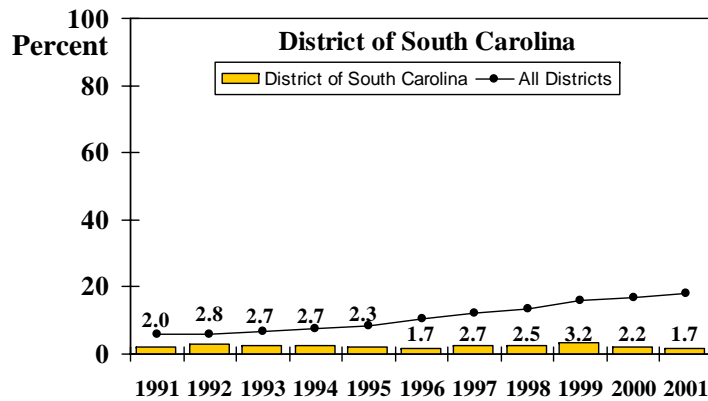 100
Percent
District of South Carolina
District of South Carolina All Districts
80
60
40
20
0
2.0 2.8 2.7 2.7 2.3 1.7 2.7 2.5 3.2 2.2 1.7
1991 1992 1993 1994 1995 1996 1997 1998 1999 2000 2001